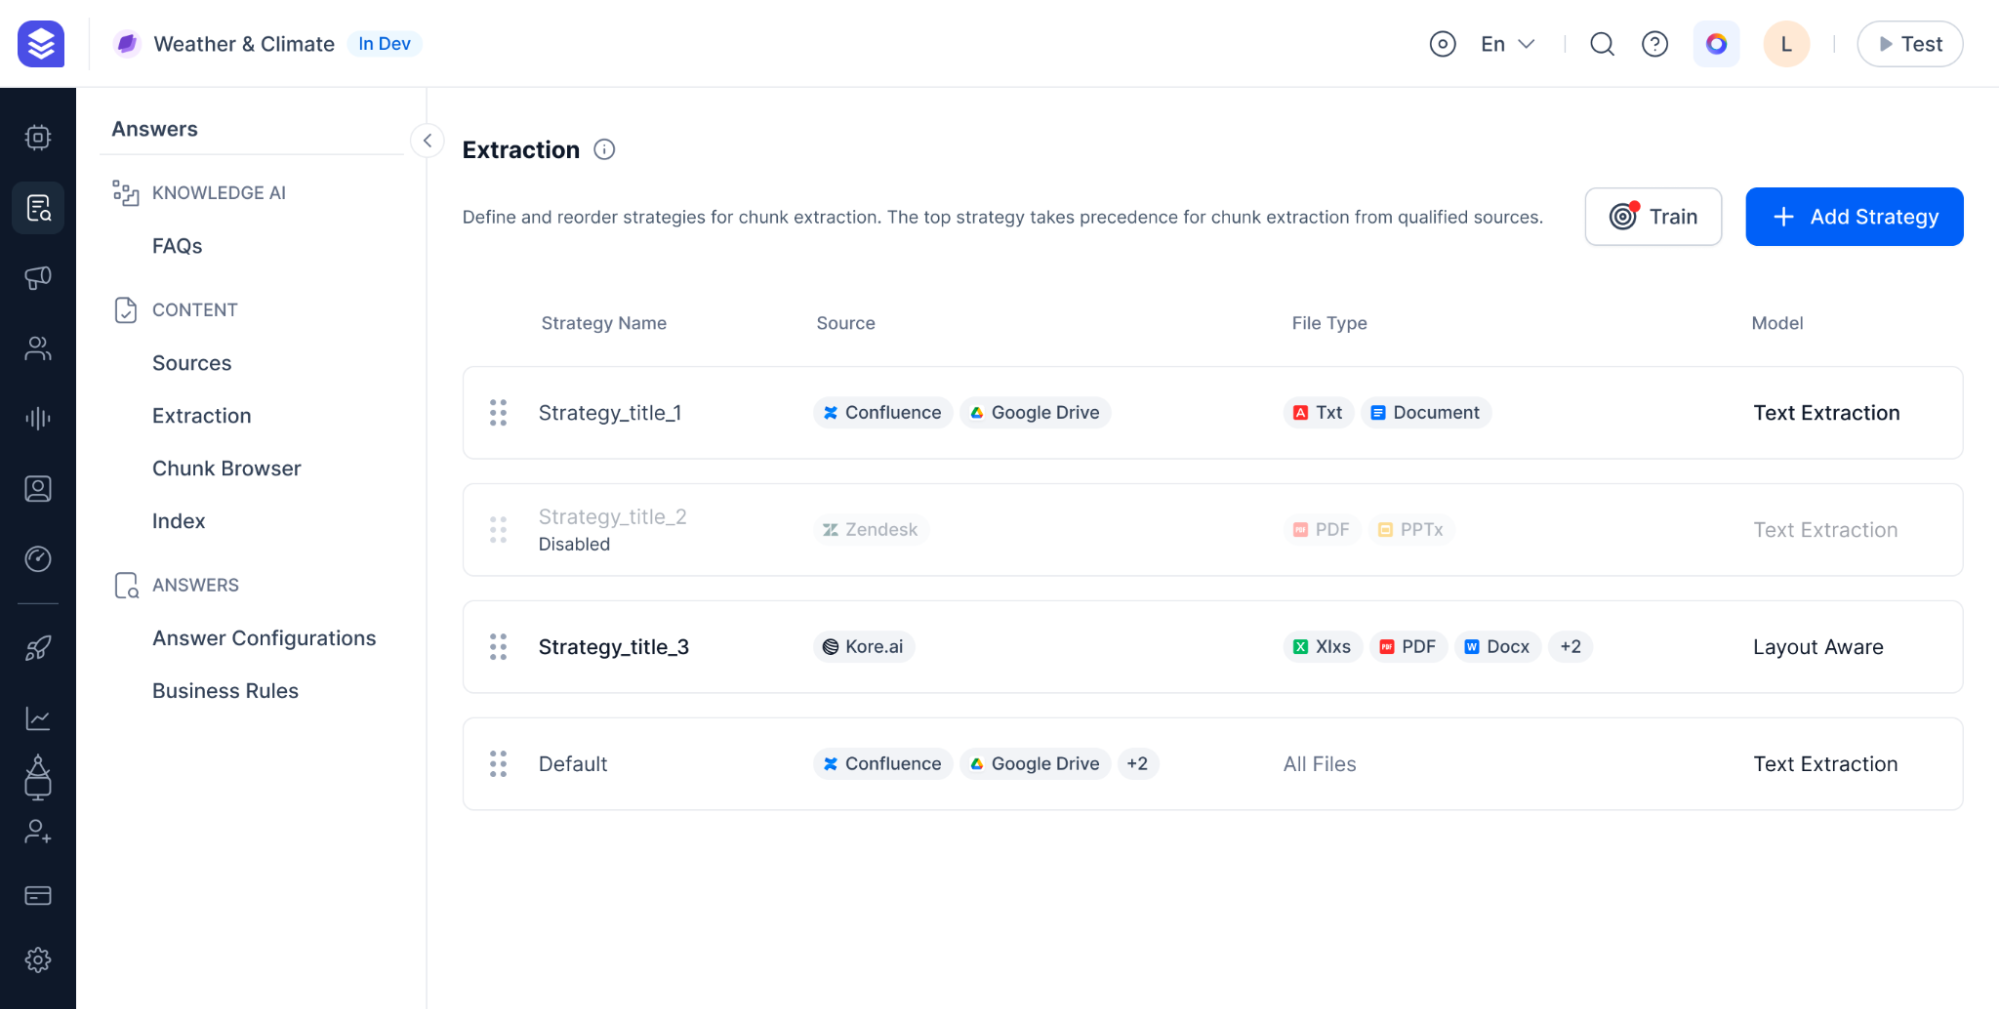 Weather & Climate In Dev En L Test
Answers
KNOWLEDGE AI
FAQs
CONTENT
Sources
Extraction
Chunk Browser
Index
ANSWERS
Answer Configurations
Business Rules
Extraction
Define and reorder strategies for chunk extraction. The top strategy takes precedence for chunk extraction from qualified sources.
Train
Add Strategy
Strategy Name Source File Type Model
Strategy_title_1 Confluence Google Drive Txt Document Text Extraction
Strategy_title_2 Zendesk PDF PPTx Text Extraction
Disabled
Strategy_title_3 Kore.ai Xlxs PDF Docx +2 Layout Aware
Default Confluence Google Drive +2 All Files Text Extraction